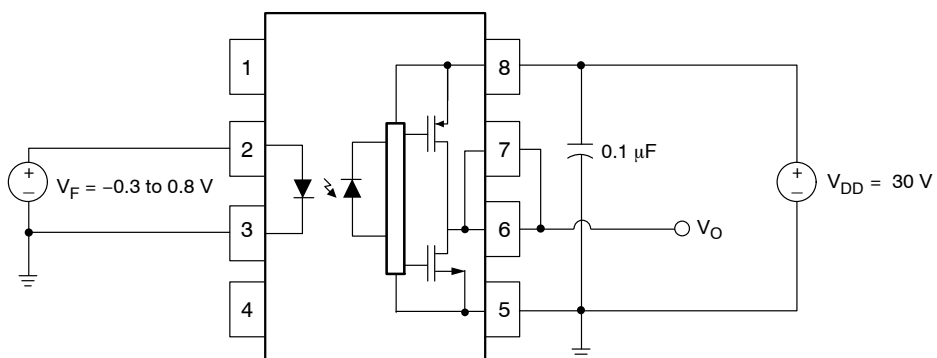 1
8
2
7
0.1 μF
V_F = −0.3 to 0.8 V
V_DD = 30 V
3
6
V_O
4
5